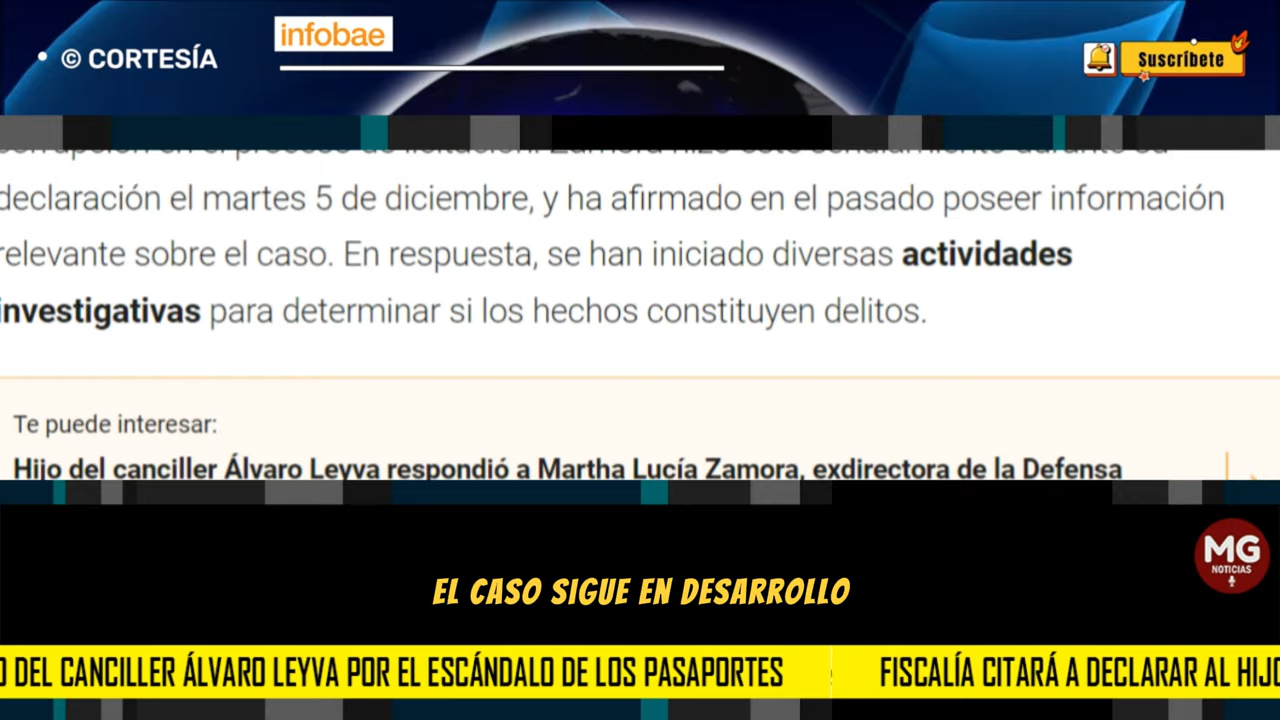 infobae
• © CORTESÍA
Suscríbete
declaración el martes 5 de diciembre, y ha afirmado en el pasado poseer información
relevante sobre el caso. En respuesta, se han iniciado diversas actividades
investigativas para determinar si los hechos constituyen delitos.
Te puede interesar:
Hijo del canciller Álvaro Leyva respondió a Martha Lucía Zamora, exdirectora de la Defensa
MG
NOTICIAS
EL CASO SIGUE EN DESARROLLO
O DEL CANCILLER ÁLVARO LEYVA POR EL ESCÁNDALO DE LOS PASAPORTES FISCALÍA CITARÁ A DECLARAR AL HIJO